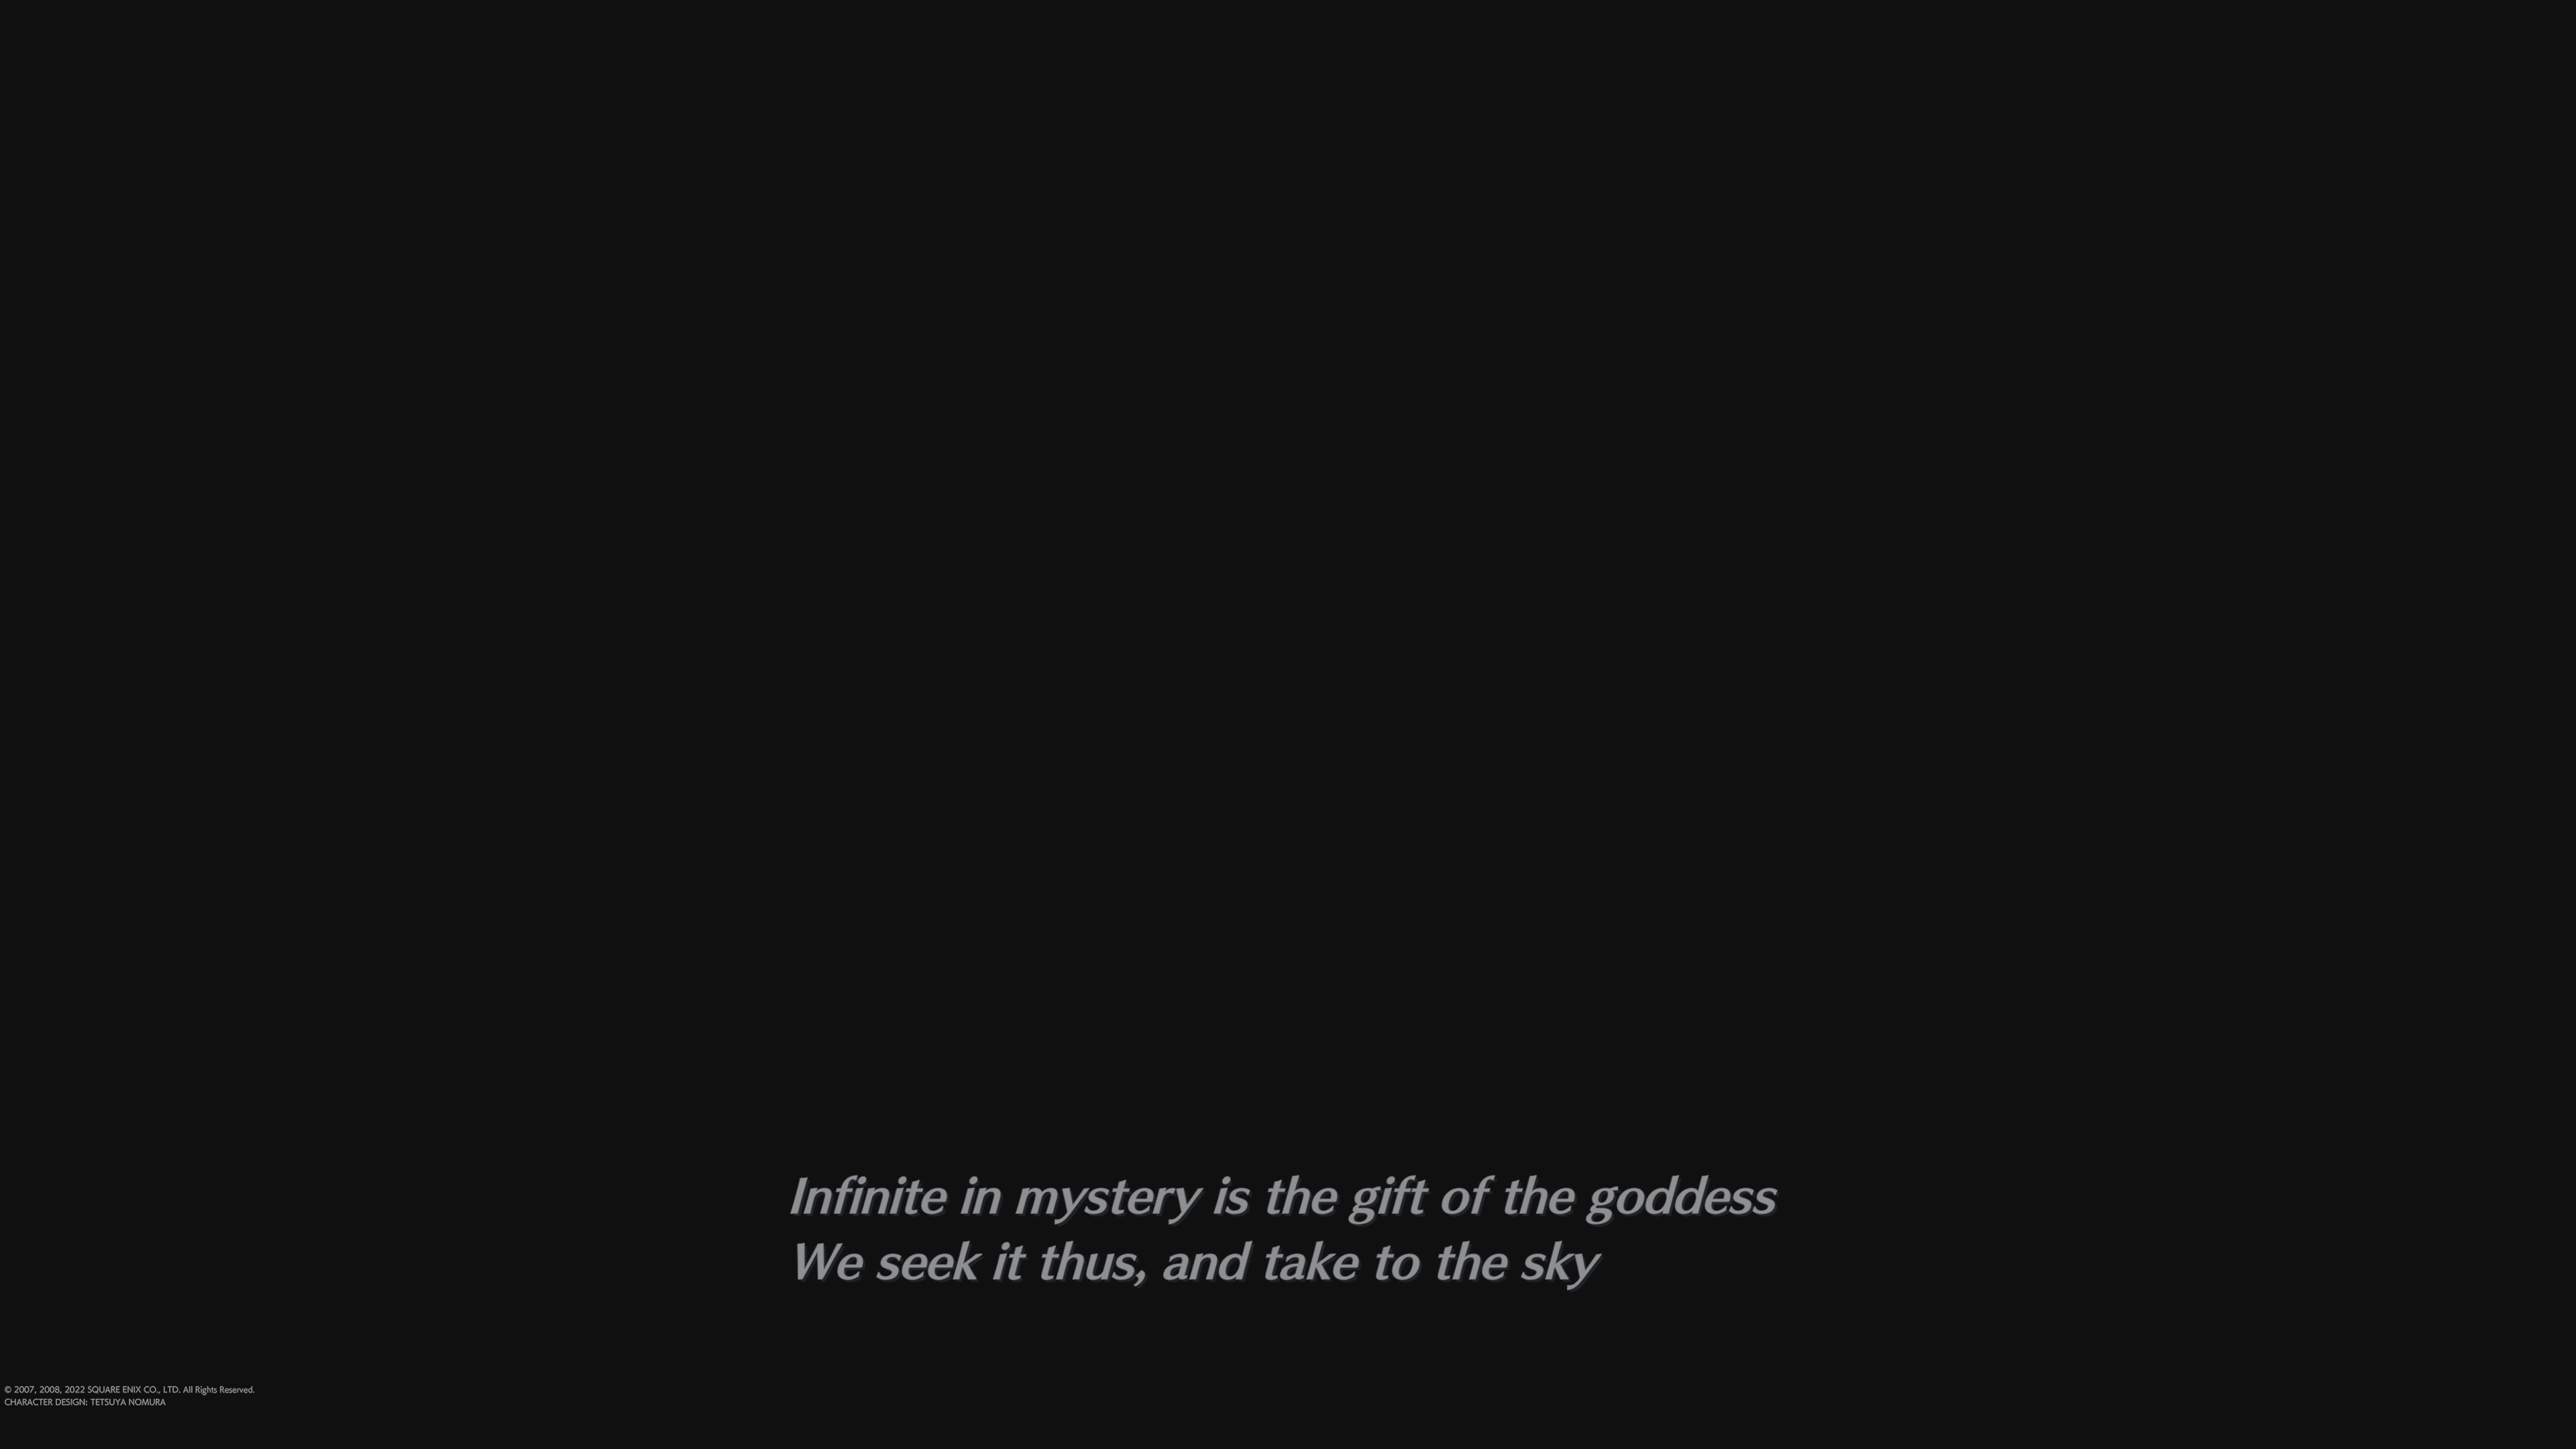 Infinite in mystery is the gift of the goddess
We seek it thus, and take to the sky
© 2007, 2008, 2022 SQUARE ENIX CO., LTD. All Rights Reserved.
CHARACTER DESIGN: TETSUYA NOMURA